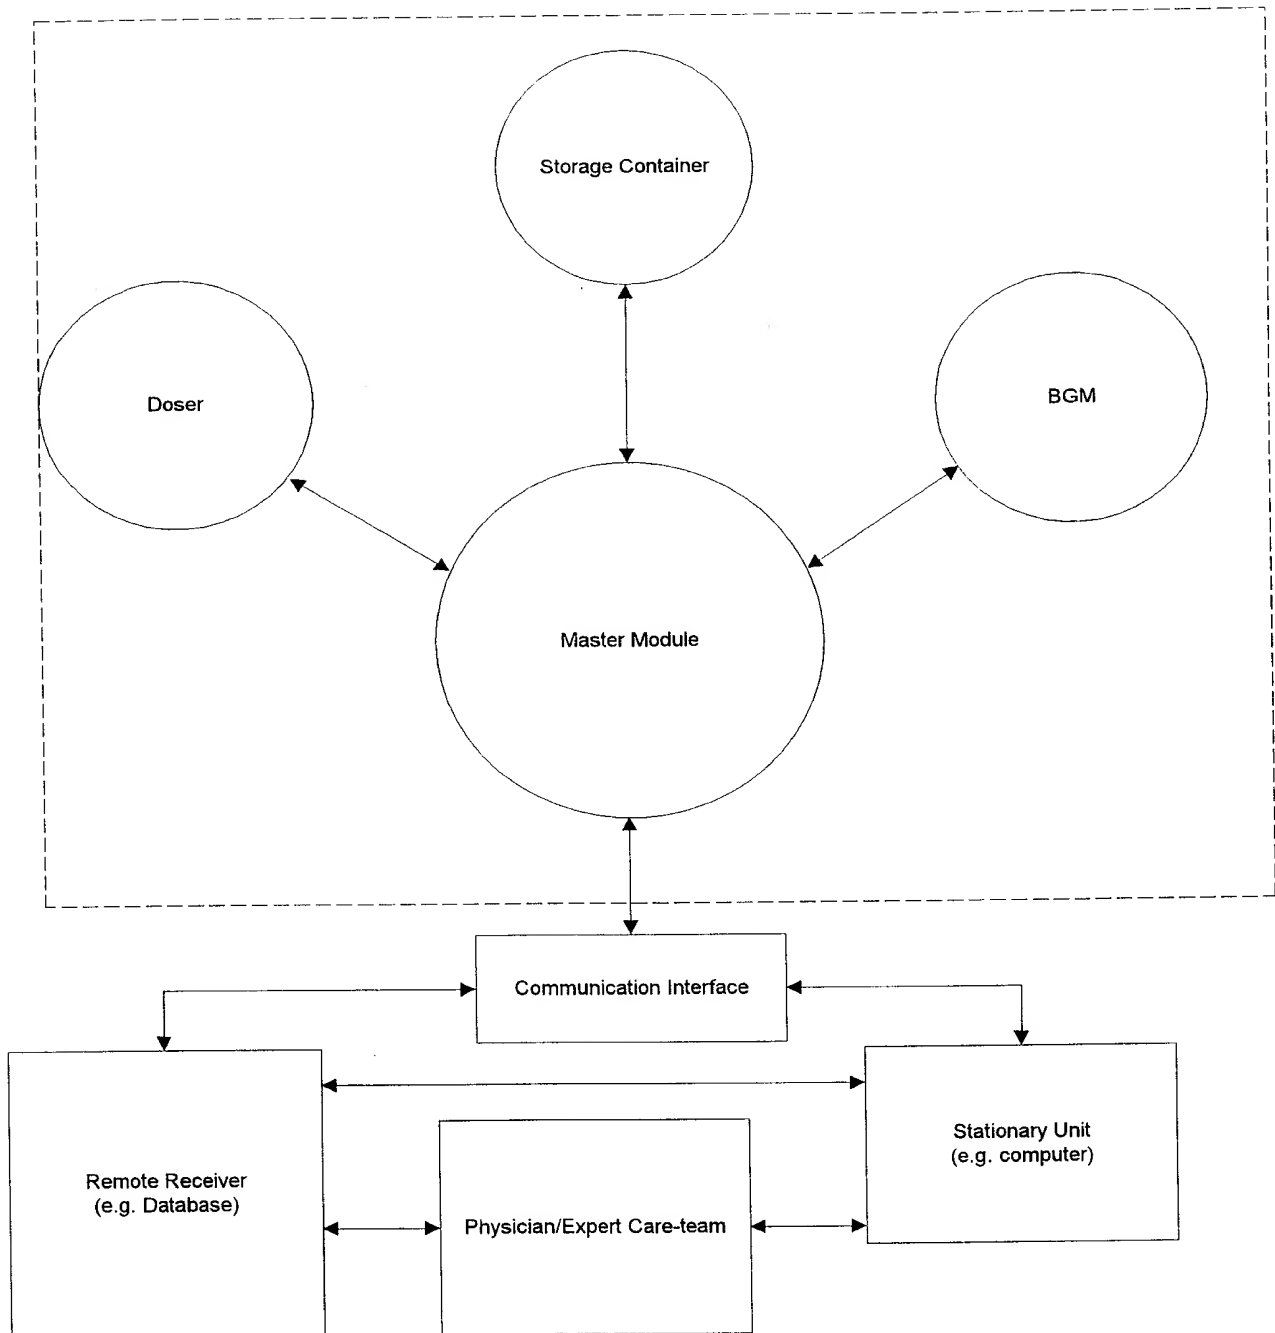 Storage Container
Doser
BGM
Master Module
Communication Interface
Stationary Unit
(e.g. computer)
Remote Receiver
(e.g. Database)
Physician/Expert Care-team